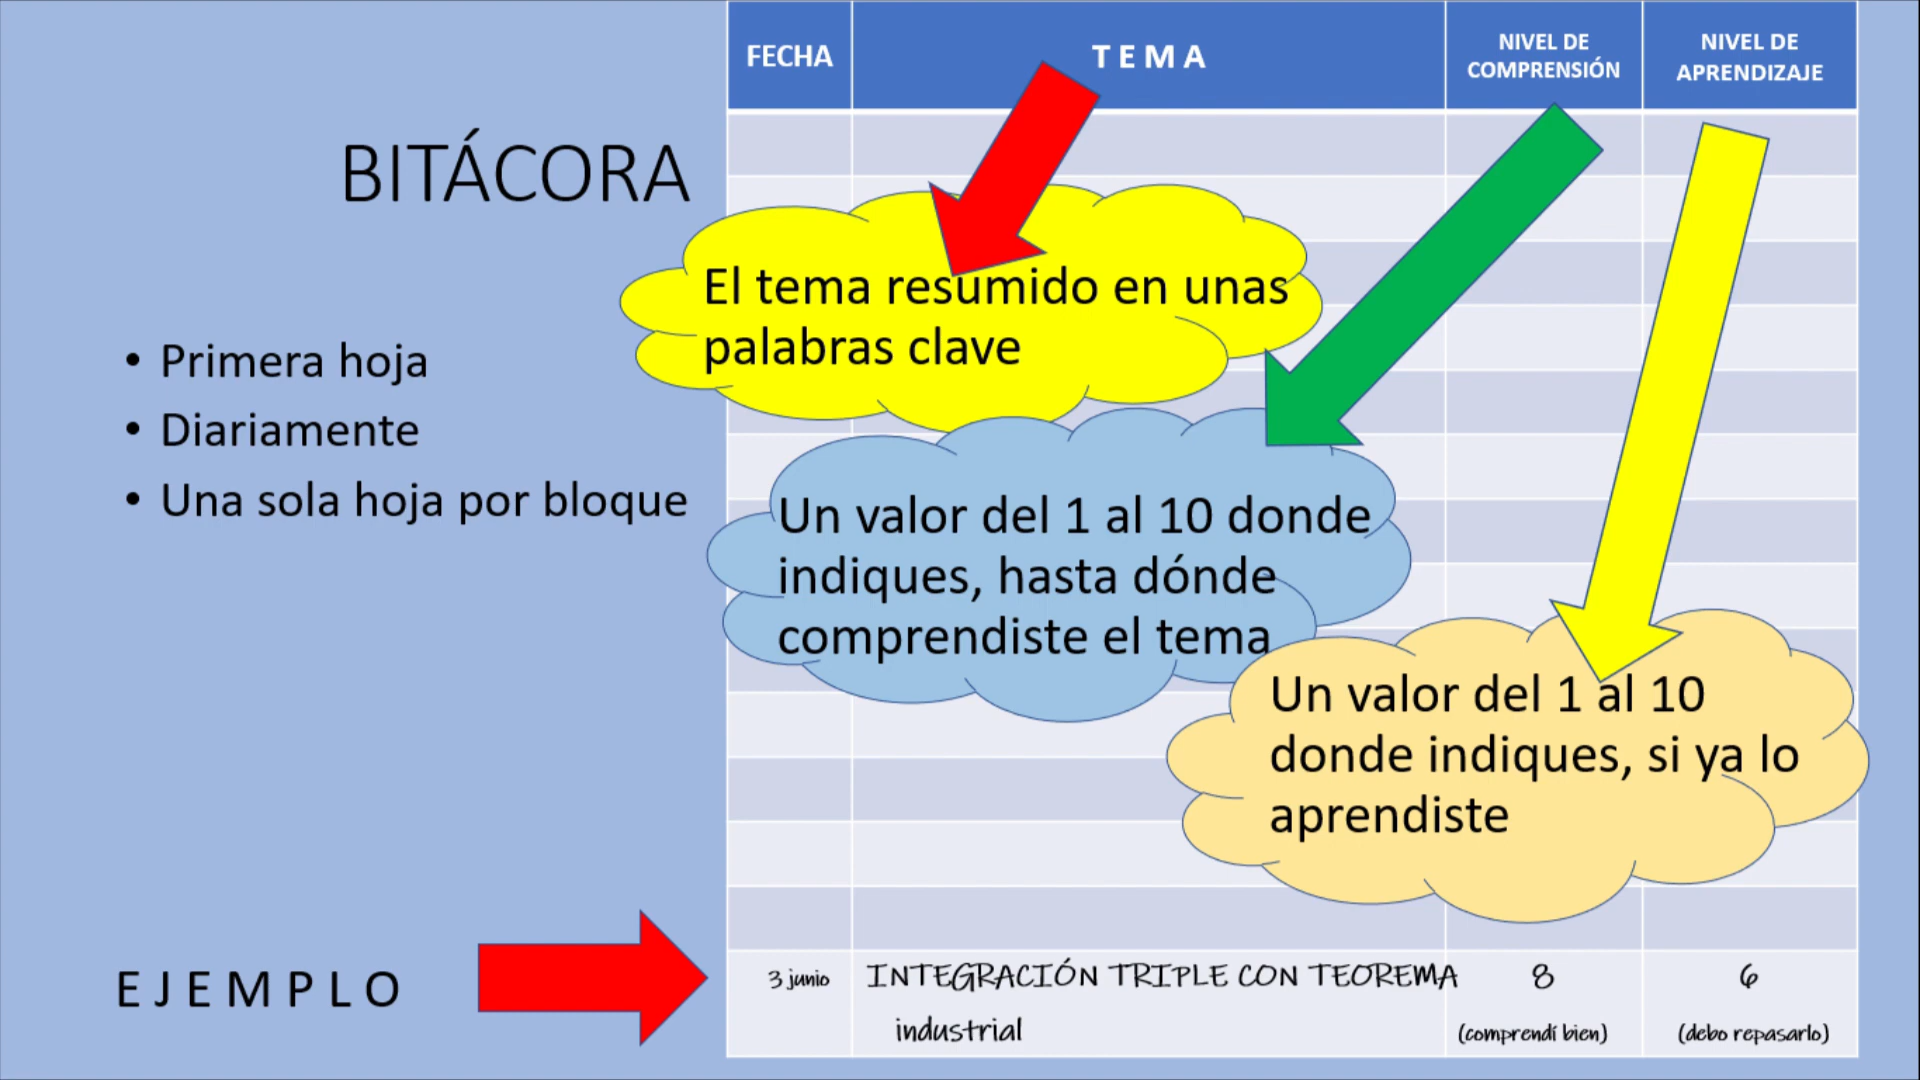 BITÁCORA
• Primera hoja
• Diariamente
• Una sola hoja por bloque
EJEMPLO
FECHA
TEMA
NIVEL DE
COMPRENSIÓN
NIVEL DE
APRENDIZAJE
El tema resumido en unas
palabras clave
Un valor del 1 al 10 donde
indiques, hasta dónde
comprendiste el tema
Un valor del 1 al 10
donde indiques, si ya lo
aprendiste
3 junio INTEGRACIÓN TRIPLE CON TEOREMA 8 6
industrial (comprendí bien) (debo repasarlo)